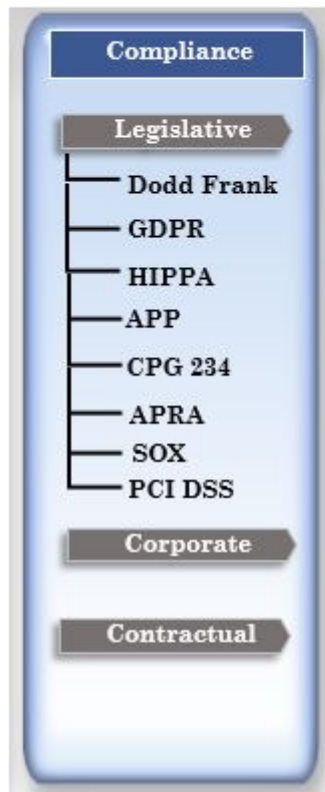 Compliance
Legislative
Dodd Frank
GDPR
HIPPA
APP
CPG 234
APRA
SOX
PCI DSS
Corporate
Contractual